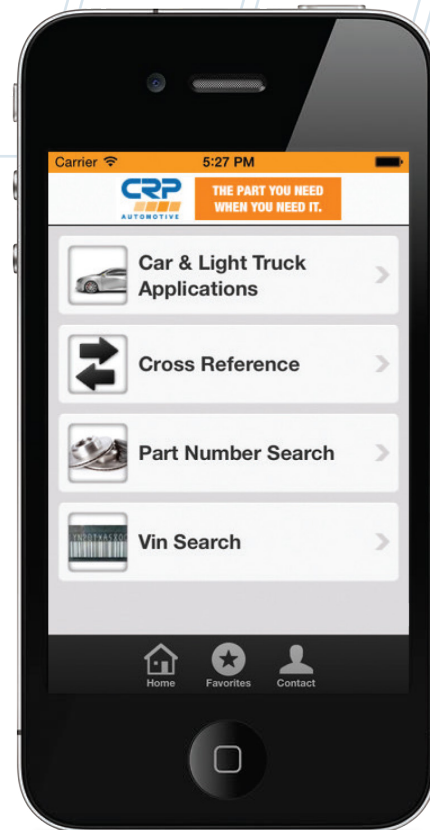 Carrier 5:27 PM
CRP
AUTOMOTIVE
THE PART YOU NEED
WHEN YOU NEED IT.
Car & Light Truck
Applications
Cross Reference
Part Number Search
Vin Search
Home Favorites Contact